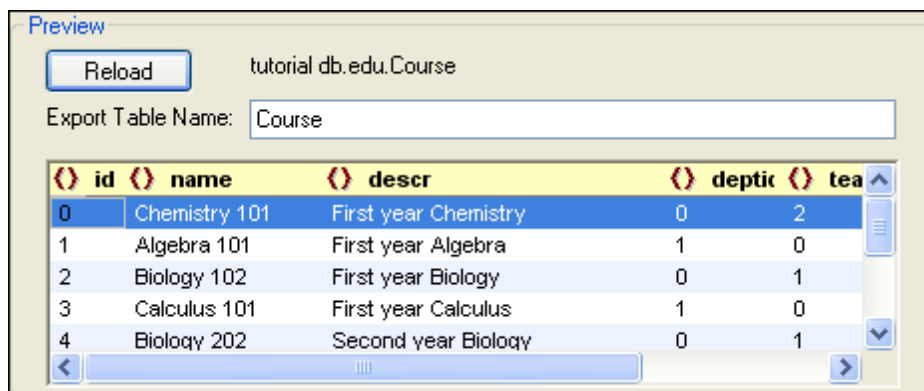 Preview
Reload tutorial db.edu.Course
Export Table Name: Course
<> id <> name <> descr <> deptic <> tea
0 Chemistry 101 First year Chemistry 0 2
1 Algebra 101 First year Algebra 1 0
2 Biology 102 First year Biology 0 1
3 Calculus 101 First year Calculus 1 0
4 Biology 202 Second year Biology 0 1